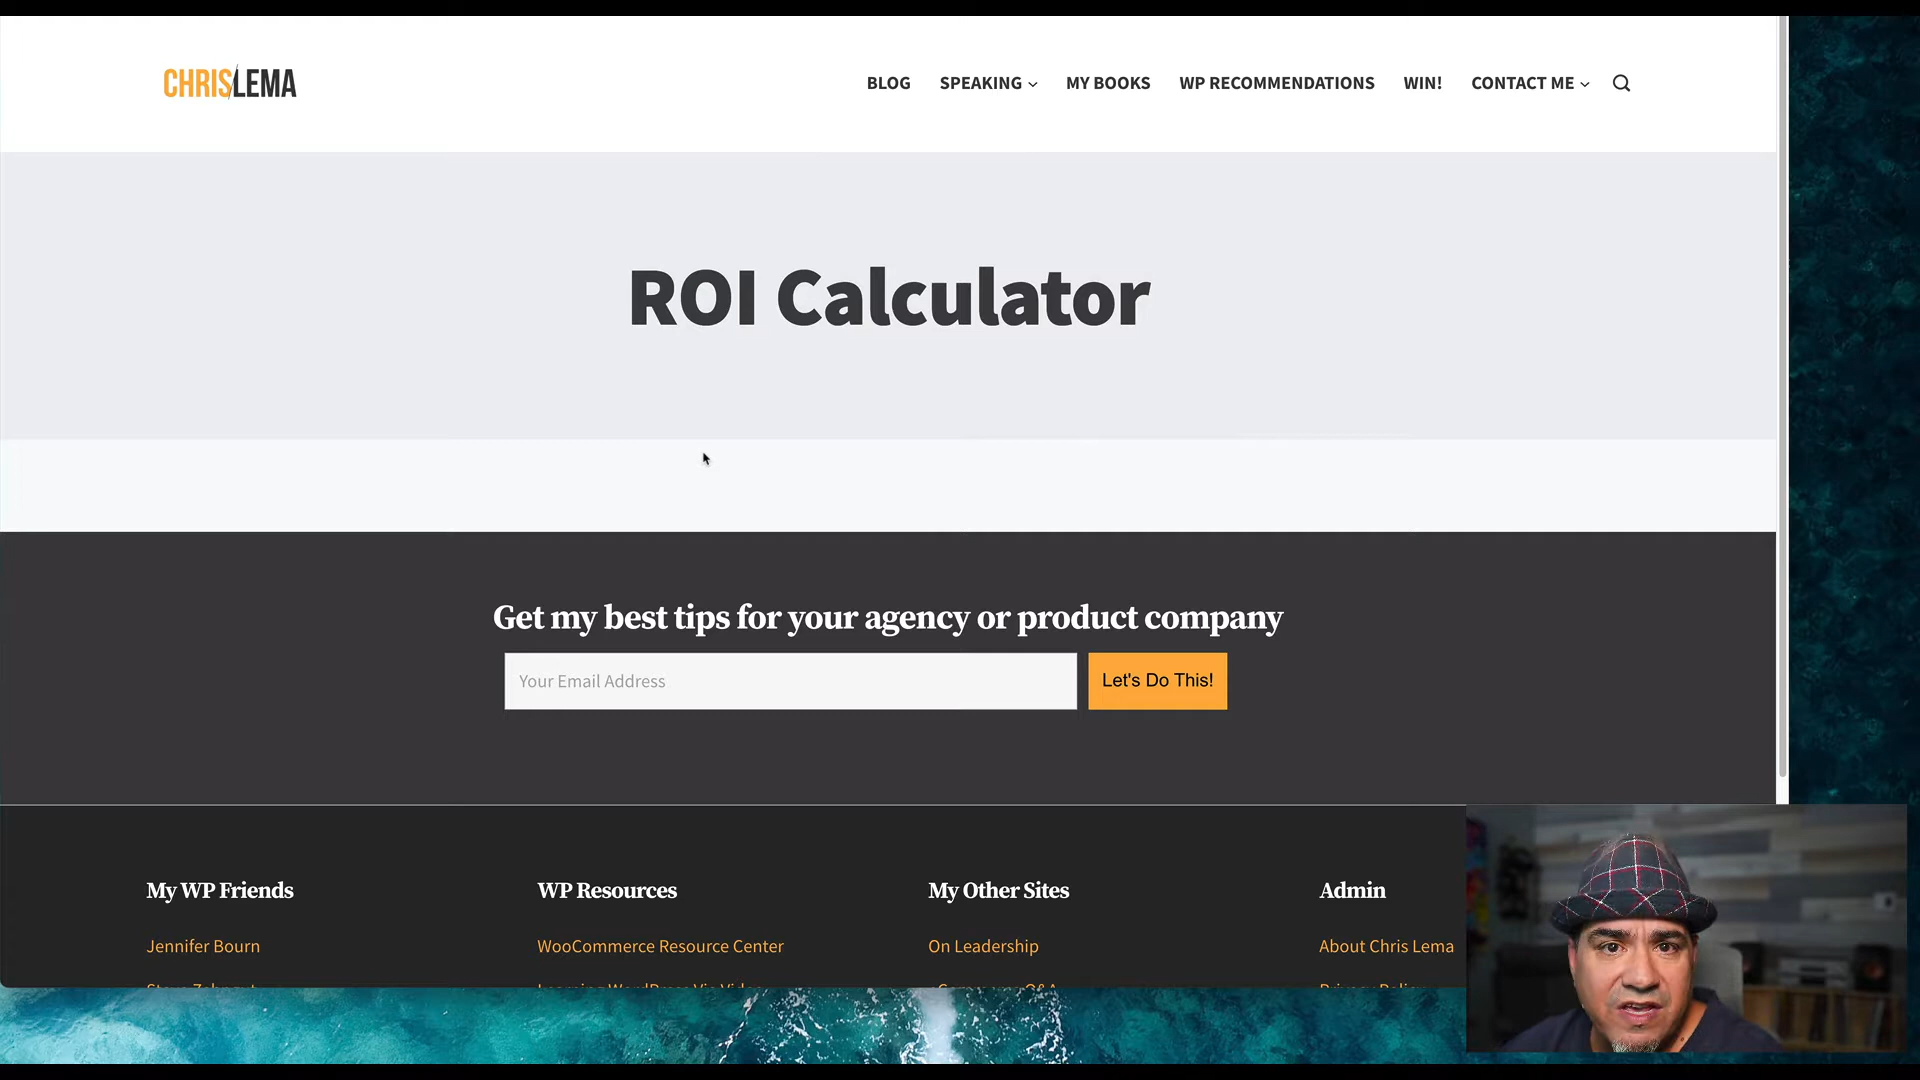 CHRISLEMA
BLOG
SPEAKING
MY BOOKS
WP RECOMMENDATIONS
WIN!
CONTACT ME
ROI Calculator
Get my best tips for your agency or product company
Your Email Address
Let's Do This!
My WP Friends
Jennifer Bourn
WP Resources
WooCommerce Resource Center
My Other Sites
On Leadership
Admin
About Chris Lema